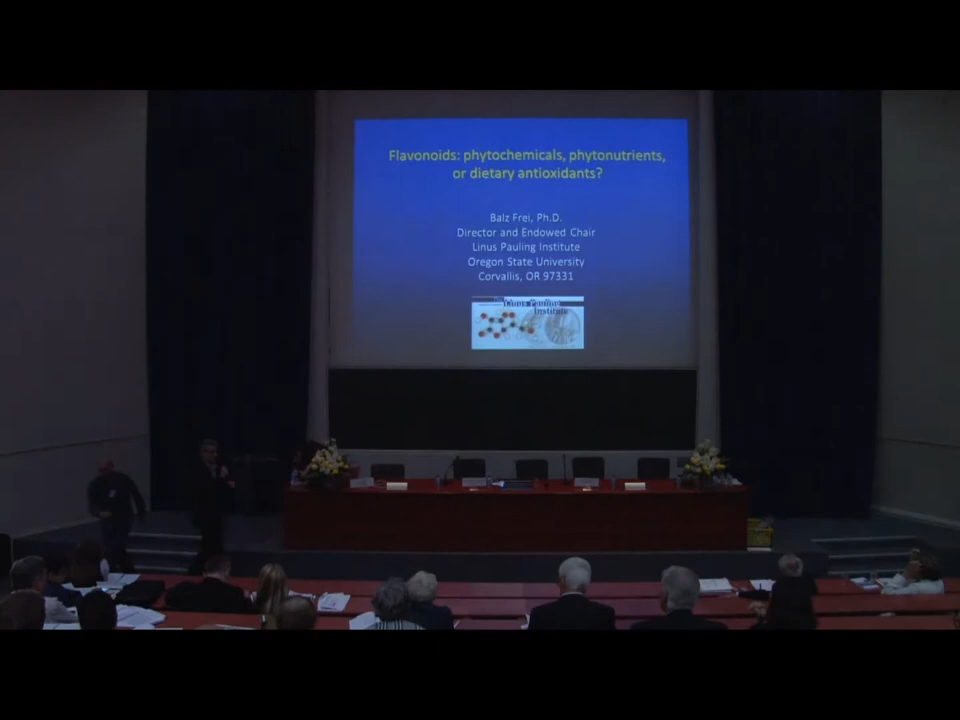 Flavonoids: phytochemicals, phytonutrients,
or dietary antioxidants?
Balz Frei, Ph.D.
Director and Endowed Chair
Linus Pauling Institute
Oregon State University
Corvallis, OR 97331
Linus Pauling
Institute